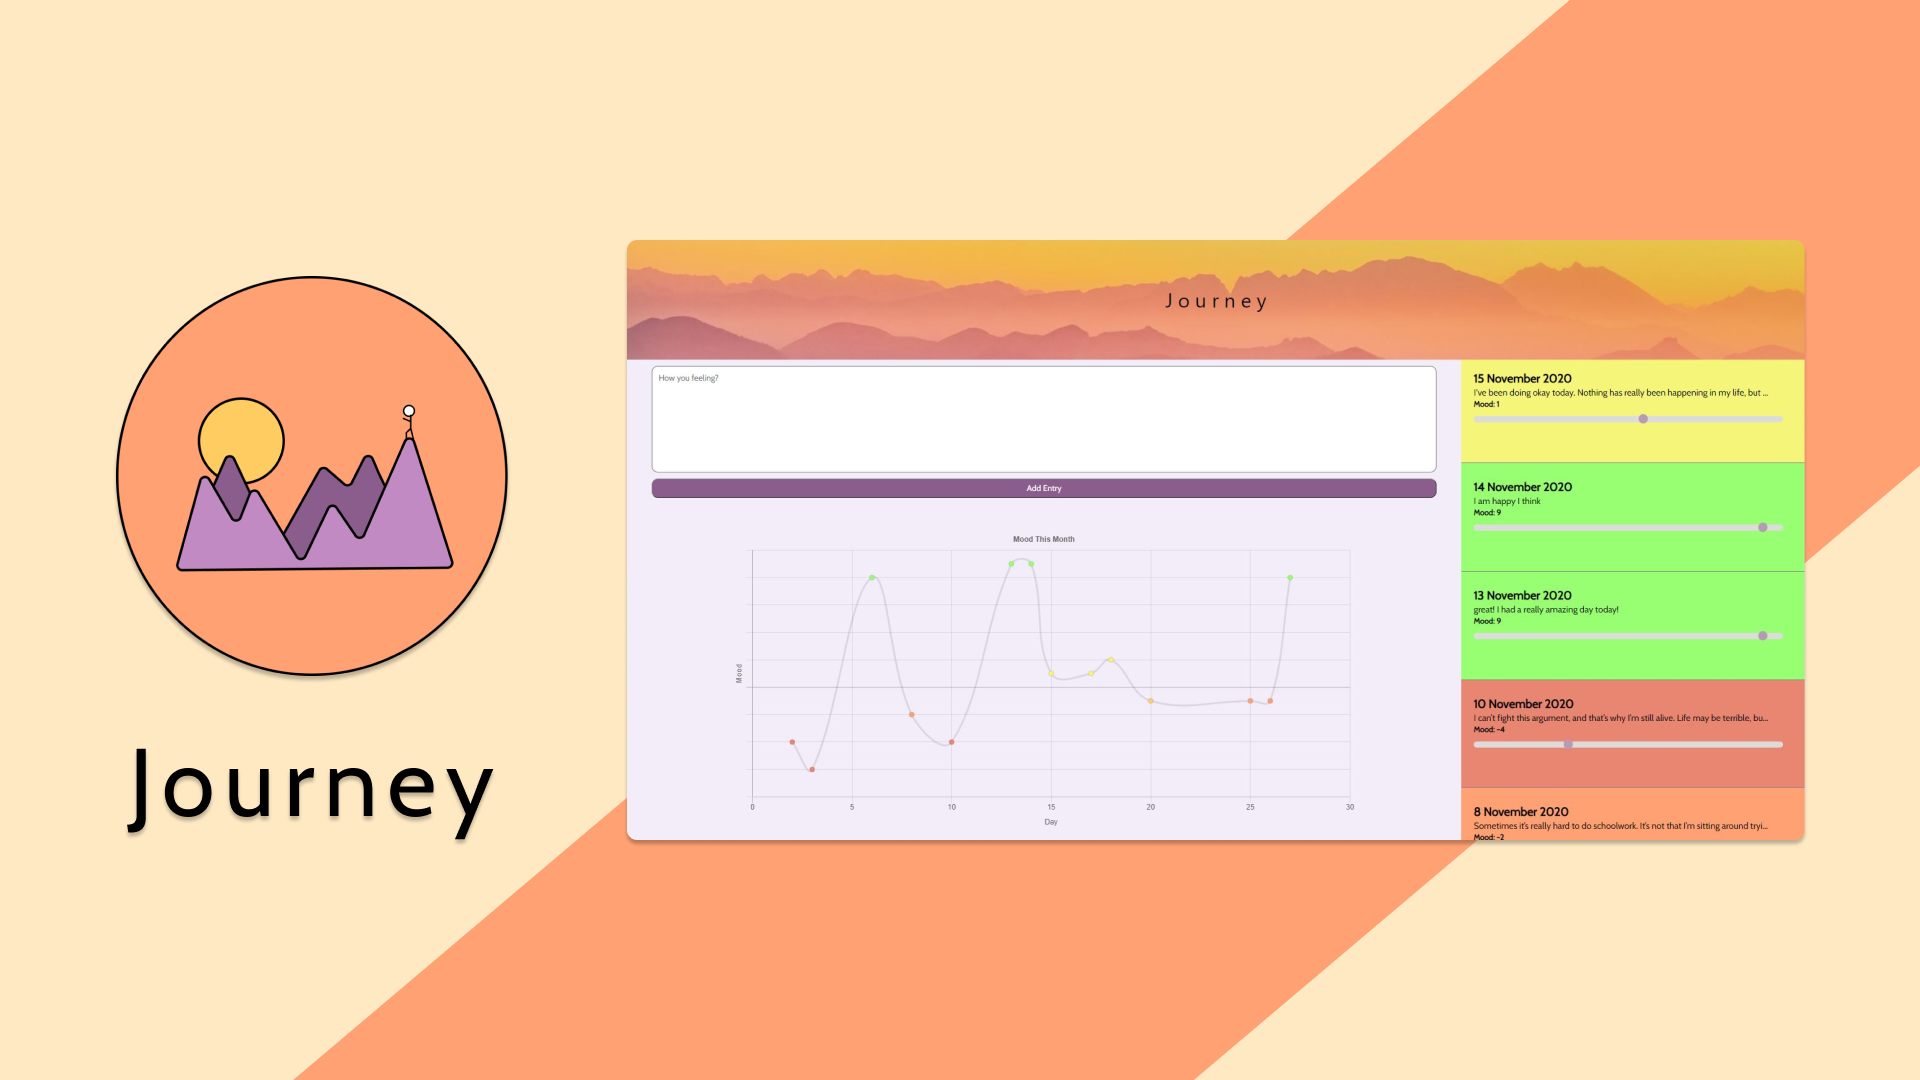 Journey
Journey
How you feeling?
Add Entry
Mood This Month
Mood
0 5 10 15 20 25 30
Day
15 November 2020
I've been doing okay today. Nothing has really been happening in my life, but ...
Mood: 1
14 November 2020
I am happy I think
Mood: 9
13 November 2020
great! I had a really amazing day today!
Mood: 9
10 November 2020
I can't fight this argument, and that's why I'm still alive. Life may be terrible, bu...
Mood: -4
8 November 2020
Sometimes it's really hard to do schoolwork. It's not that I'm sitting around tryi...
Mood: -2